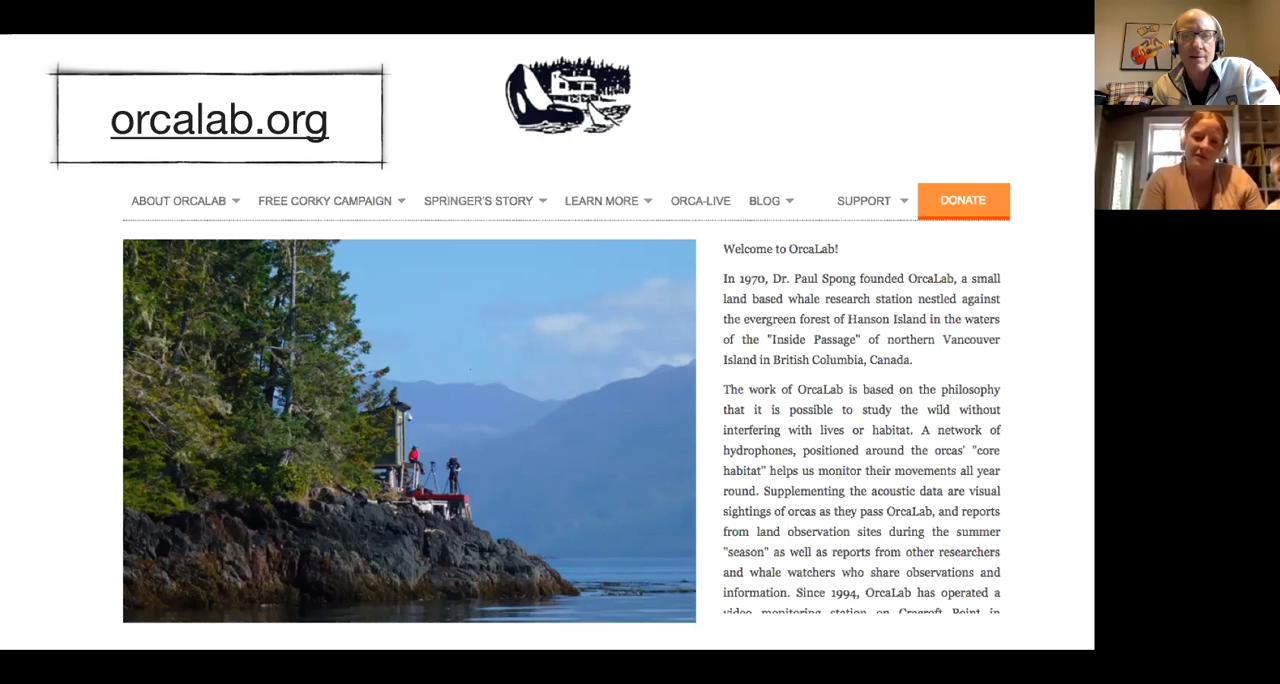 orcalab.org
ABOUT ORCALAB FREE CORKY CAMPAIGN SPRINGER'S STORY LEARN MORE ORCA-LIVE BLOG SUPPORT DONATE
Welcome to OrcaLab!
In 1970, Dr. Paul Spong founded OrcaLab, a small
land based whale research station nestled against
the evergreen forest of Hanson Island in the waters
of the "Inside Passage" of northern Vancouver
Island in British Columbia, Canada.
The work of OrcaLab is based on the philosophy
that it is possible to study the wild without
interfering with lives or habitat. A network of
hydrophones, positioned around the orcas' "core
habitat" helps us monitor their movements all year
round. Supplementing the acoustic data are visual
sightings of orcas as they pass OrcaLab, and reports
from land observation sites during the summer
"season" as well as reports from other researchers
and whale watchers who share observations and
information. Since 1994, OrcaLab has operated a
video monitoring station on Cracroft Point in